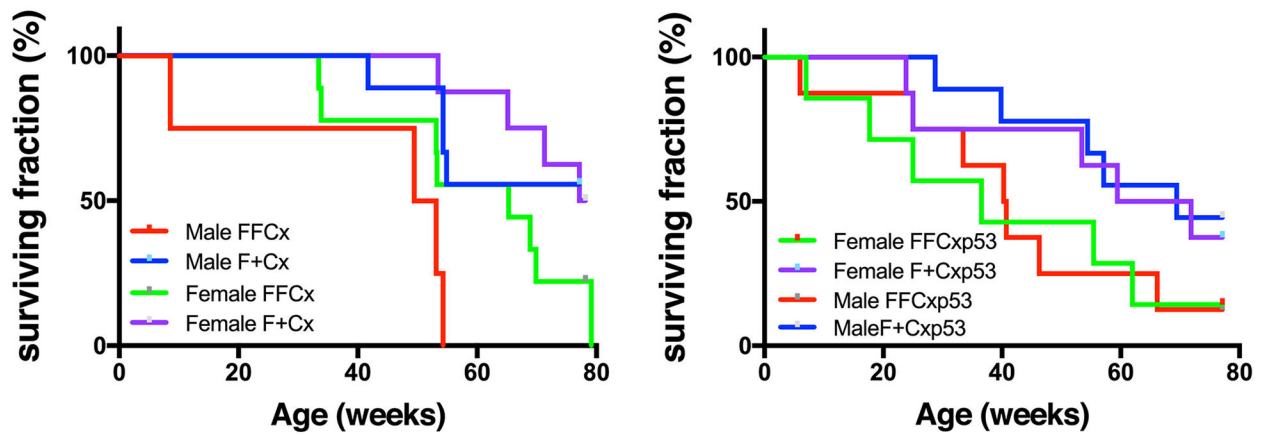 surviving fraction (%)
100
50
0
Male FFCx
Male F+Cx
Female FFCx
Female F+Cx
0 20 40 60 80
Age (weeks)
surviving fraction (%)
100
50
0
Female FFCxp53
Female F+Cxp53
Male FFCxp53
MaleF+Cxp53
0 20 40 60 80
Age (weeks)